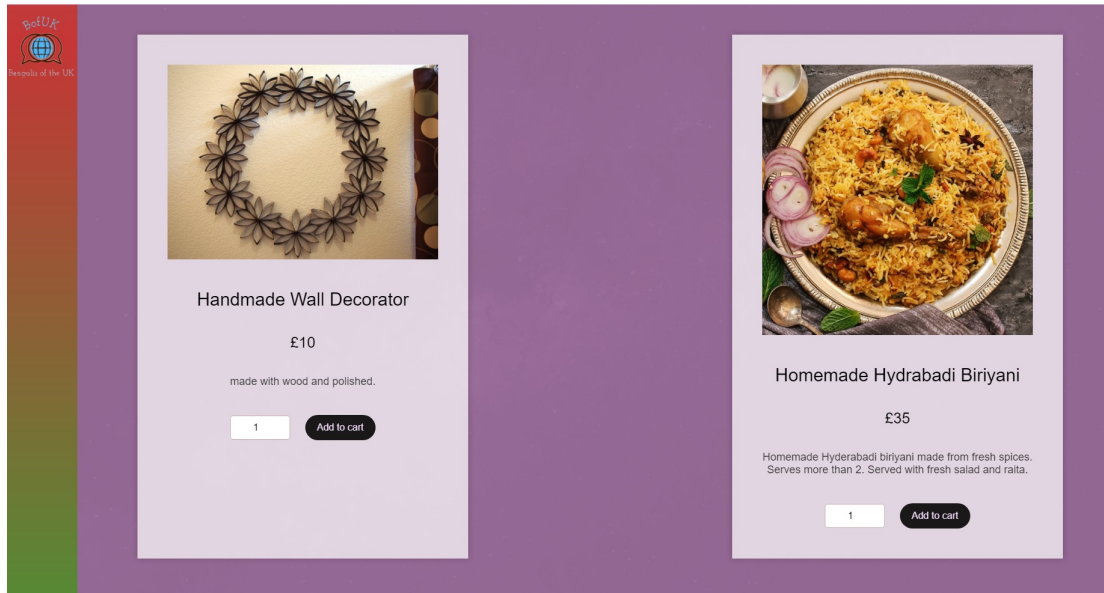 BofUK
Bengalis of the UK
Handmade Wall Decorator
£10
made with wood and polished.
1
Add to cart
Homemade Hydrabadi Biriyani
£35
Homemade Hyderabadi biriyani made from fresh spices.
Serves more than 2. Served with fresh salad and raita.
1
Add to cart